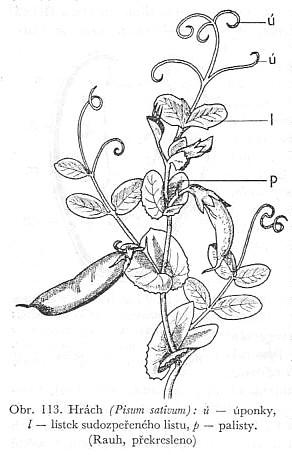 ú
ú
l
p
Obr. 113. Hrách (Pisum sativum): ú — úponky,
l — lístek sudozpeřeného listu, p — palisty.
(Rauh, překresleno)